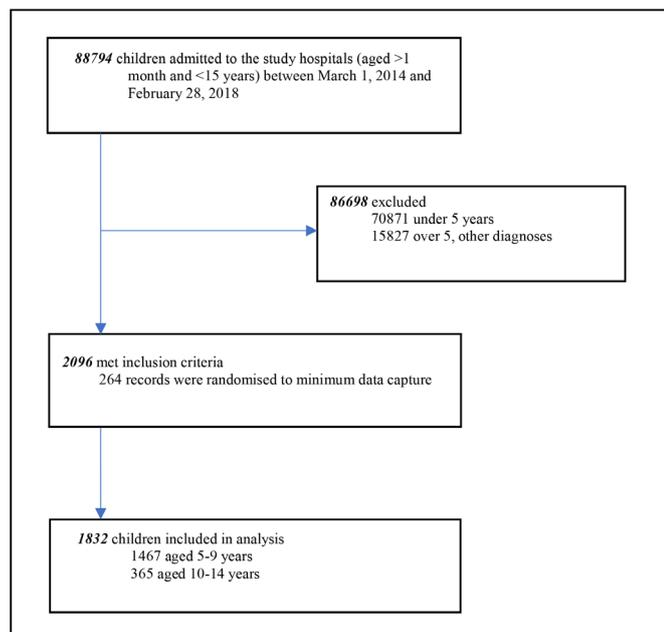 88794 children admitted to the study hospitals (aged >1
month and <15 years) between March 1, 2014 and
February 28, 2018
86698 excluded
70871 under 5 years
15827 over 5, other diagnoses
2096 met inclusion criteria
264 records were randomised to minimum data capture
1832 children included in analysis
1467 aged 5-9 years
365 aged 10-14 years